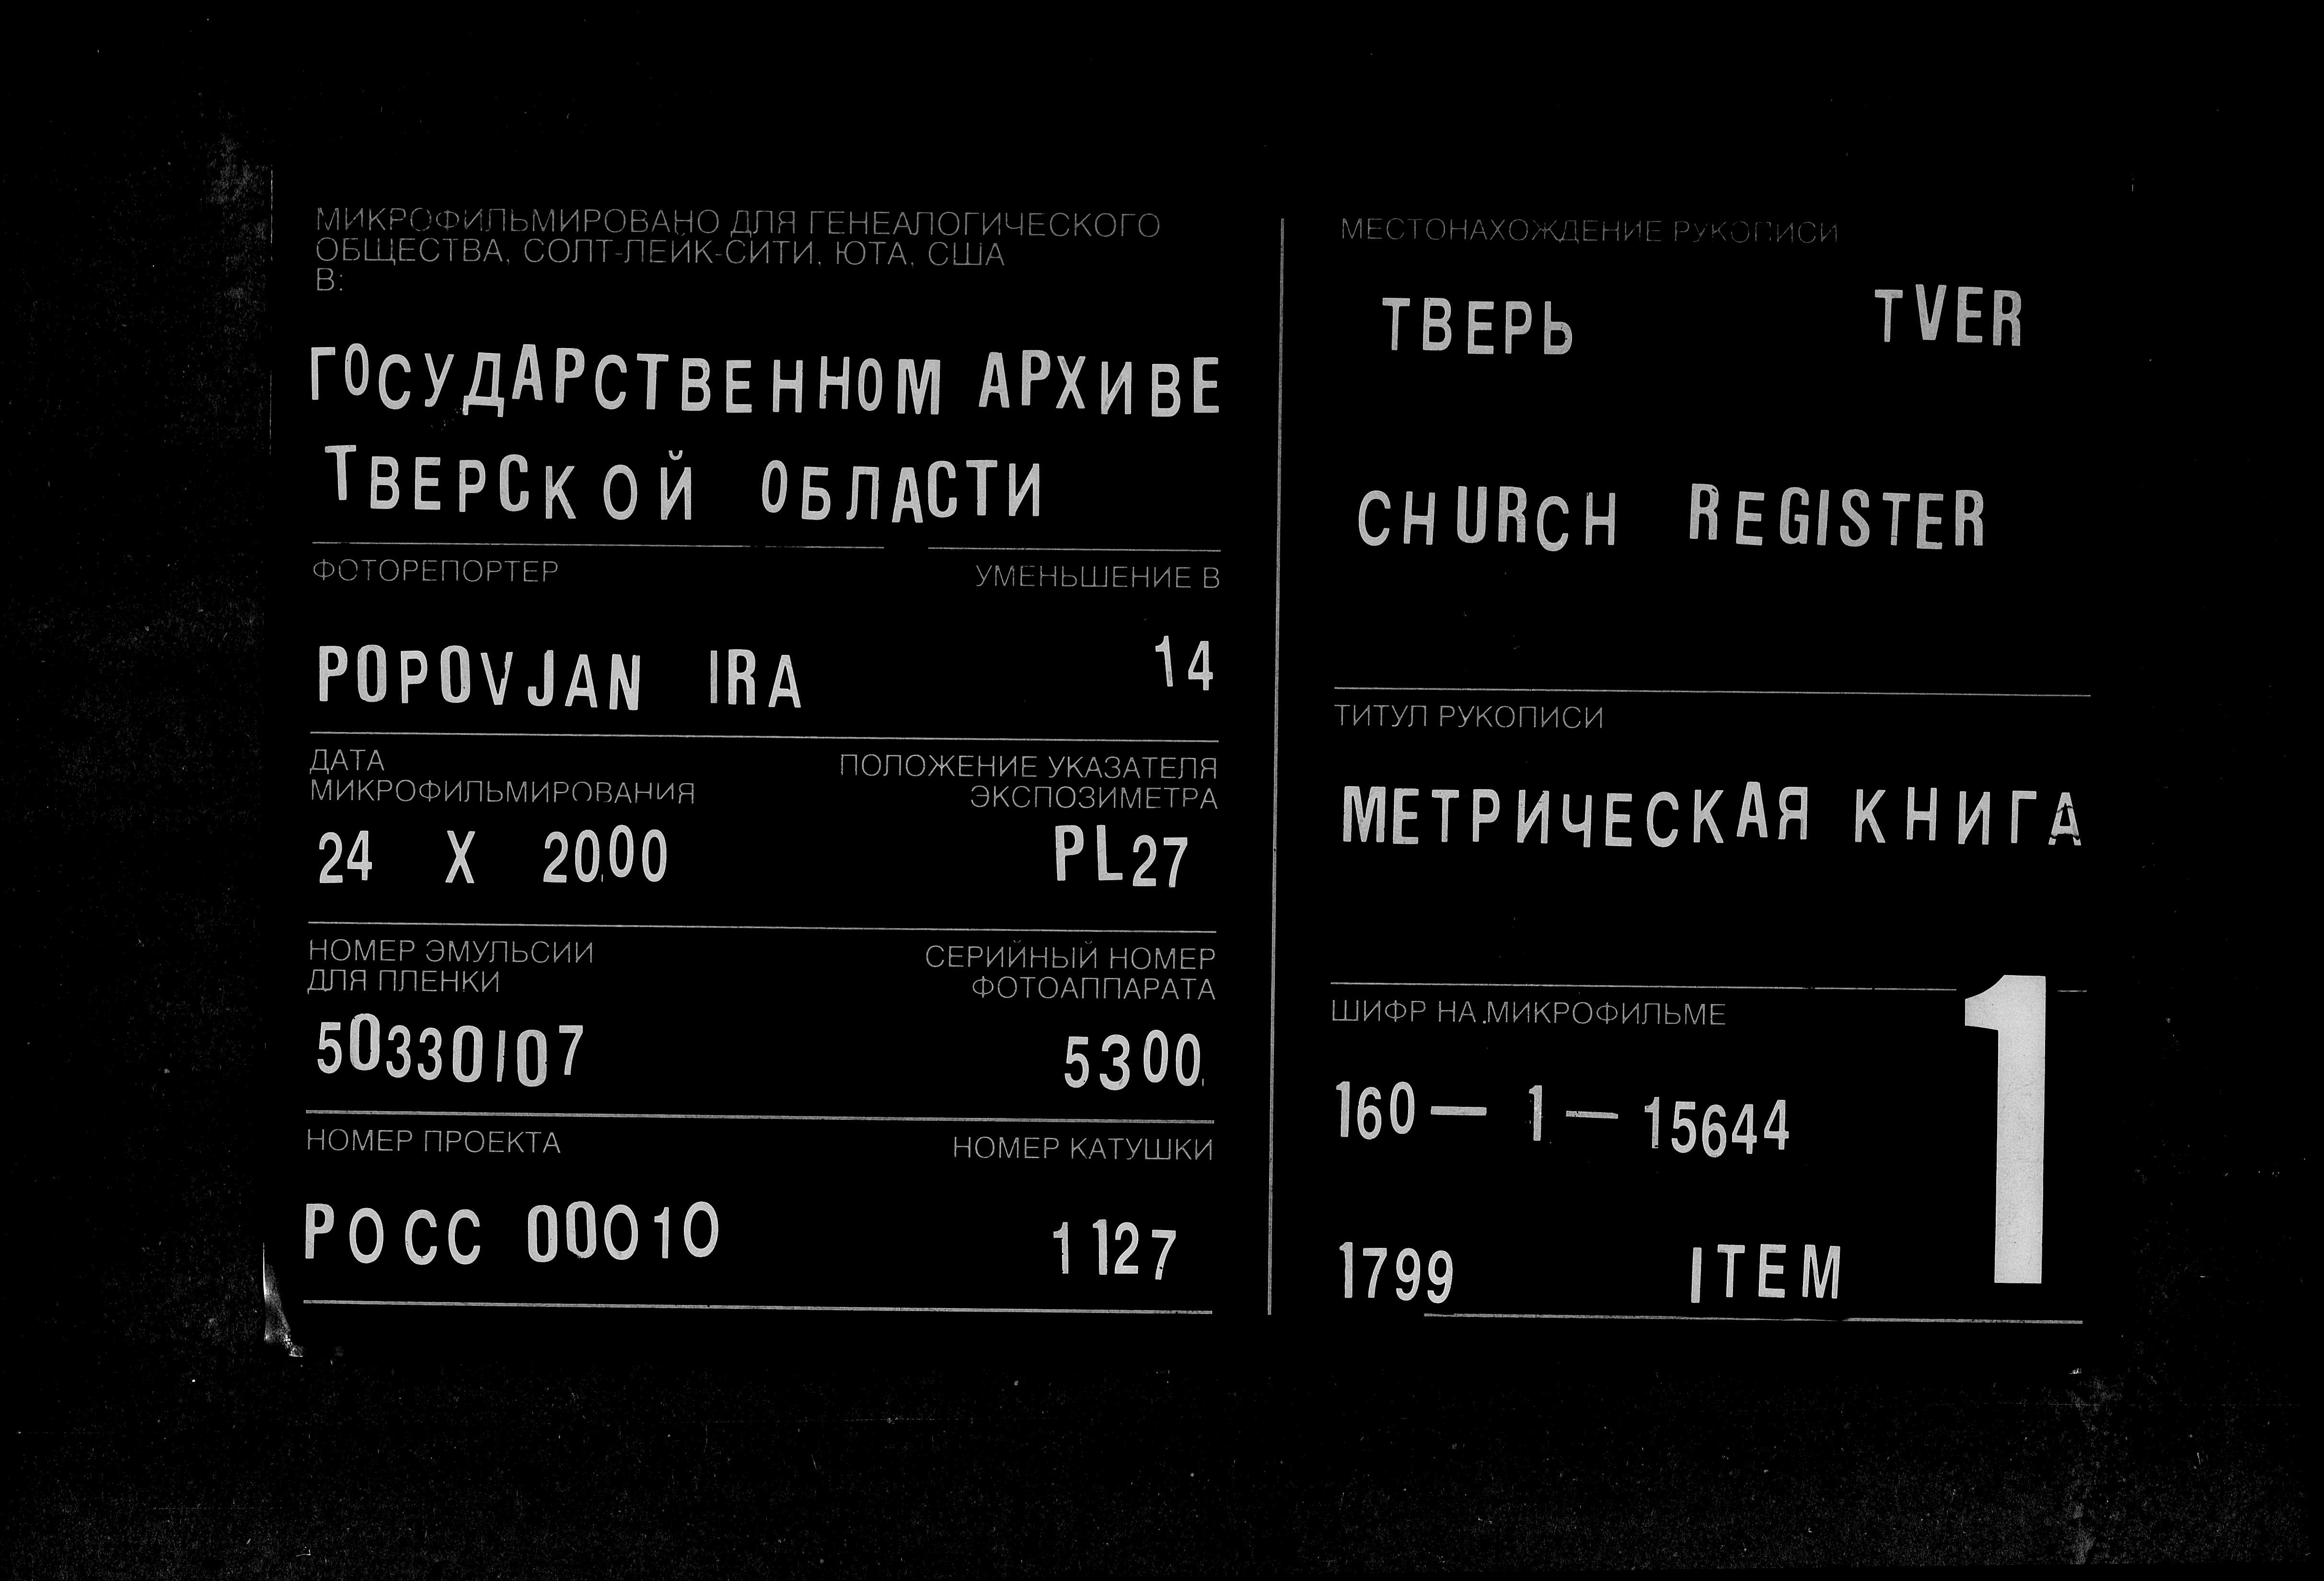 МИКРОФИЛЬМИРОВАНО ДЛЯ ГЕНЕАЛОГИЧЕСКОГО
ОБЩЕСТВА, СОЛТ-ЛЕЙК-СИТИ, ЮТА, США
В:
ГОСУДАРСТВЕННОМ АРХИВЕ
ТВЕРСКОЙ ОБЛАСТИ
ФОТОРЕПОРТЕР УМЕНЬШЕНИЕ В
POPOVJAN IRA 14
ДАТА
МИКРОФИЛЬМИРОВАНИЯ
ПОЛОЖЕНИЕ УКАЗАТЕЛЯ
ЭКСПОЗИМЕТРА
24 X 2000 PL27
НОМЕР ЭМУЛЬСИИ
ДЛЯ ПЛЕНКИ
СЕРИЙНЫЙ НОМЕР
ФОТОАППАРАТА
50330107 5300
НОМЕР ПРОЕКТА НОМЕР КАТУШКИ
РОСС 00010 1127
МЕСТОНАХОЖДЕНИЕ РУКОПИСИ
ТВЕРЬ TVER
CHURCH REGISTER
ТИТУЛ РУКОПИСИ
МЕТРИЧЕСКАЯ КНИГА
ШИФР НА МИКРОФИЛЬМЕ
160 — 1 — 15644
1799 ITEM 1